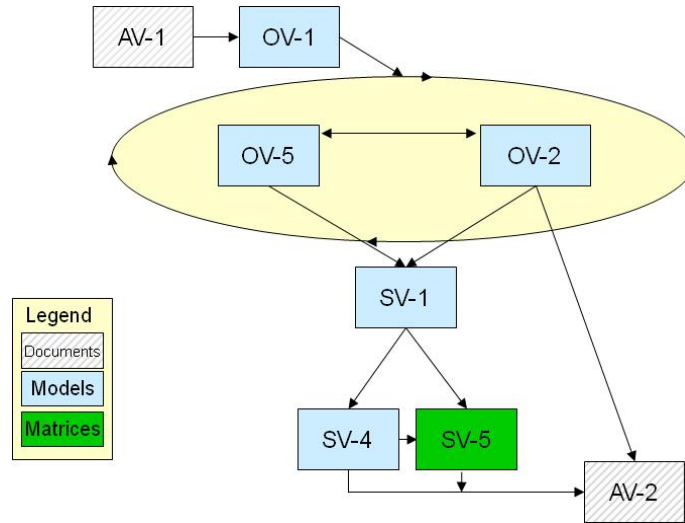 AV-1
OV-1
OV-5
OV-2
SV-1
Legend
Documents
Models
Matrices
SV-4
SV-5
AV-2